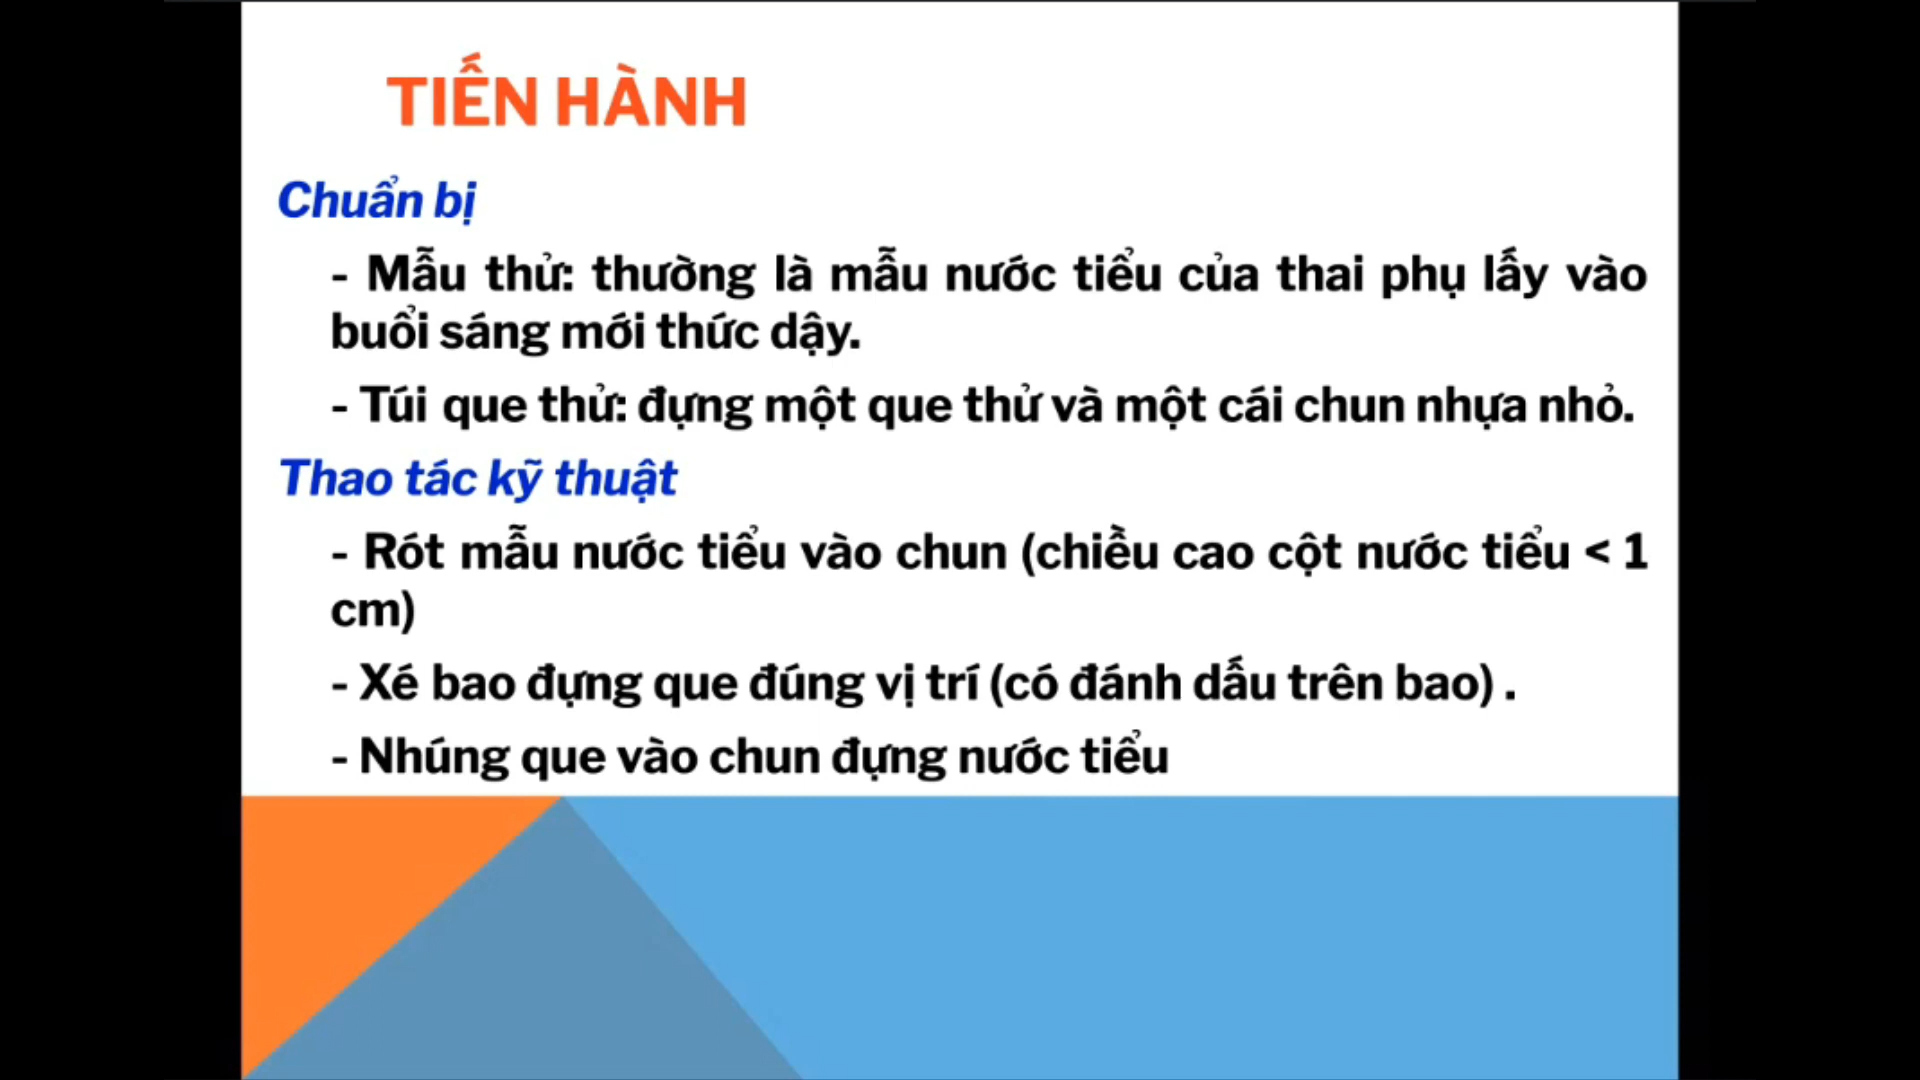 TIẾN HÀNH
Chuẩn bị
- Mẫu thử: thường là mẫu nước tiểu của thai phụ lấy vào
buổi sáng mới thức dậy.
- Túi que thử: đựng một que thử và một cái chun nhựa nhỏ.
Thao tác kỹ thuật
- Rót mẫu nước tiểu vào chun (chiều cao cột nước tiểu < 1
cm)
- Xé bao đựng que đúng vị trí (có đánh dấu trên bao) .
- Nhúng que vào chun đựng nước tiểu